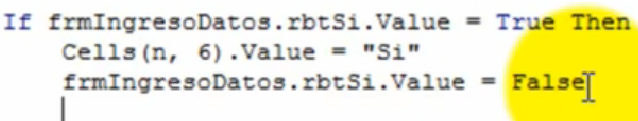 If frmIngresoDatos.rbtSi.Value = True Then
Cells(n, 6).Value = "Si"
frmIngresoDatos.rbtSi.Value = False